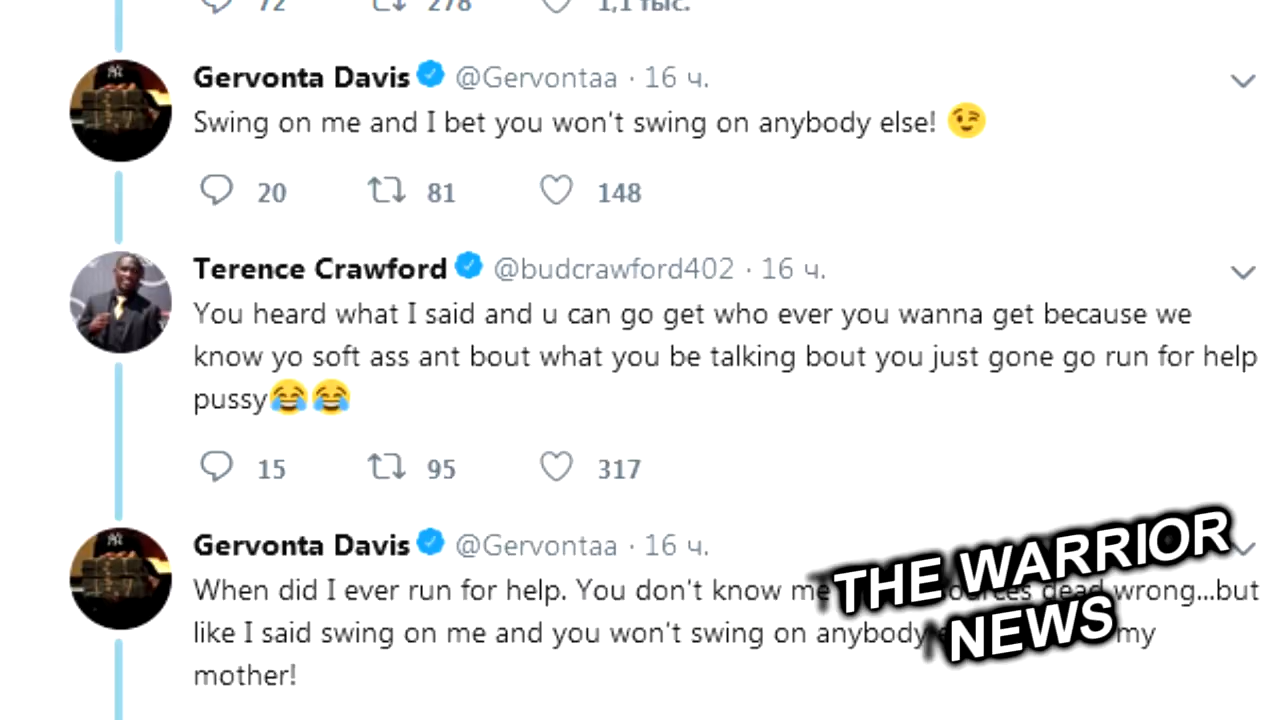 72 278 1,1 тыс.
Gervonta Davis @Gervontaa · 16 ч.
Swing on me and I bet you won't swing on anybody else! 😉
20 81 148
Terence Crawford @budcrawford402 · 16 ч.
You heard what I said and u can go get who ever you wanna get because we
know yo soft ass ant bout what you be talking bout you just gone go run for help
pussy😂😂
15 95 317
Gervonta Davis @Gervontaa · 16 ч.
When did I ever run for help. You don't know me dead wrong...but
like I said swing on me and you won't swing on anybody my
mother!
THE WARRIOR
NEWS